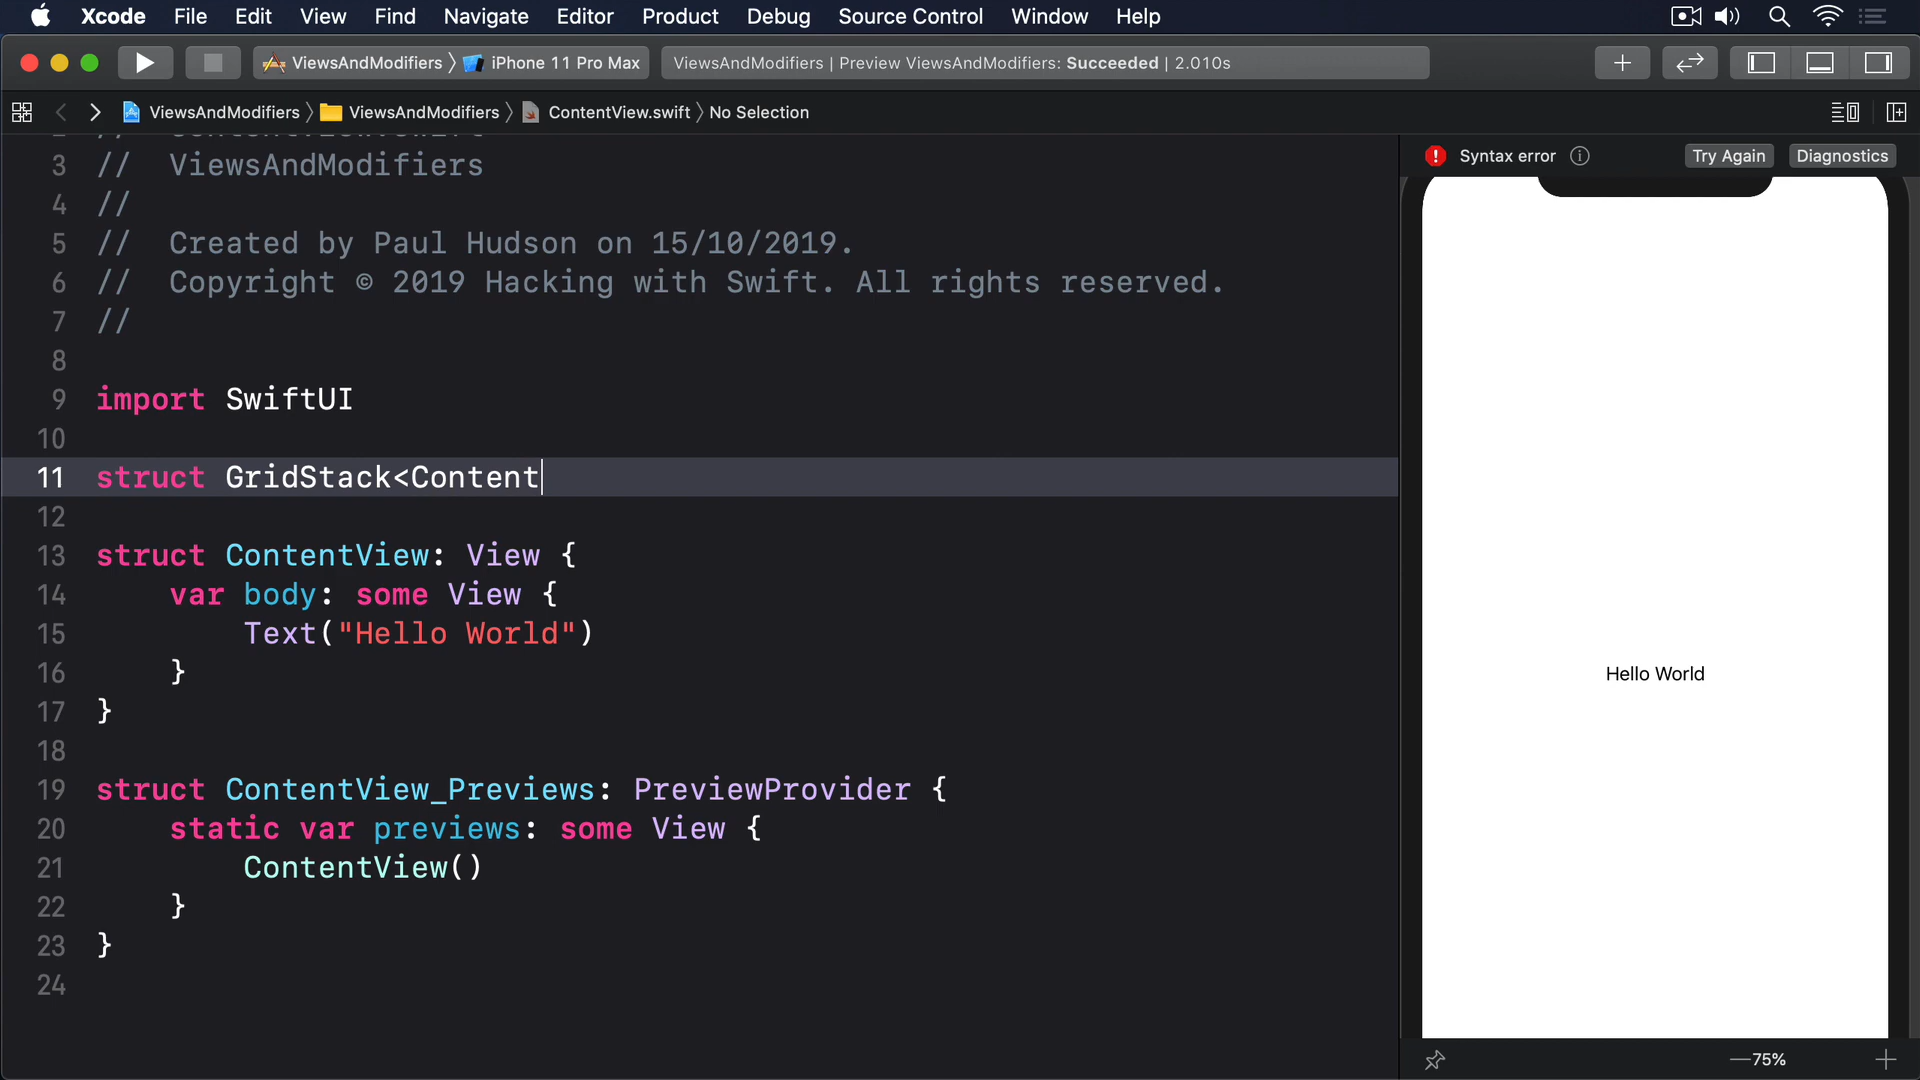 Xcode File Edit View Find Navigate Editor Product Debug Source Control Window Help
ViewsAndModifiers iPhone 11 Pro Max ViewsAndModifiers | Preview ViewsAndModifiers: Succeeded | 2.010s
ViewsAndModifiers ViewsAndModifiers ContentView.swift No Selection
Syntax error Try Again Diagnostics
3 // ViewsAndModifiers
4 //
5 // Created by Paul Hudson on 15/10/2019.
6 // Copyright © 2019 Hacking with Swift. All rights reserved.
7 //
8
9 import SwiftUI
10
11 struct GridStack<Content
12
13 struct ContentView: View {
14 var body: some View {
15 Text("Hello World")
16 }
17 }
18
19 struct ContentView_Previews: PreviewProvider {
20 static var previews: some View {
21 ContentView()
22 }
23 }
24
Hello World
75%